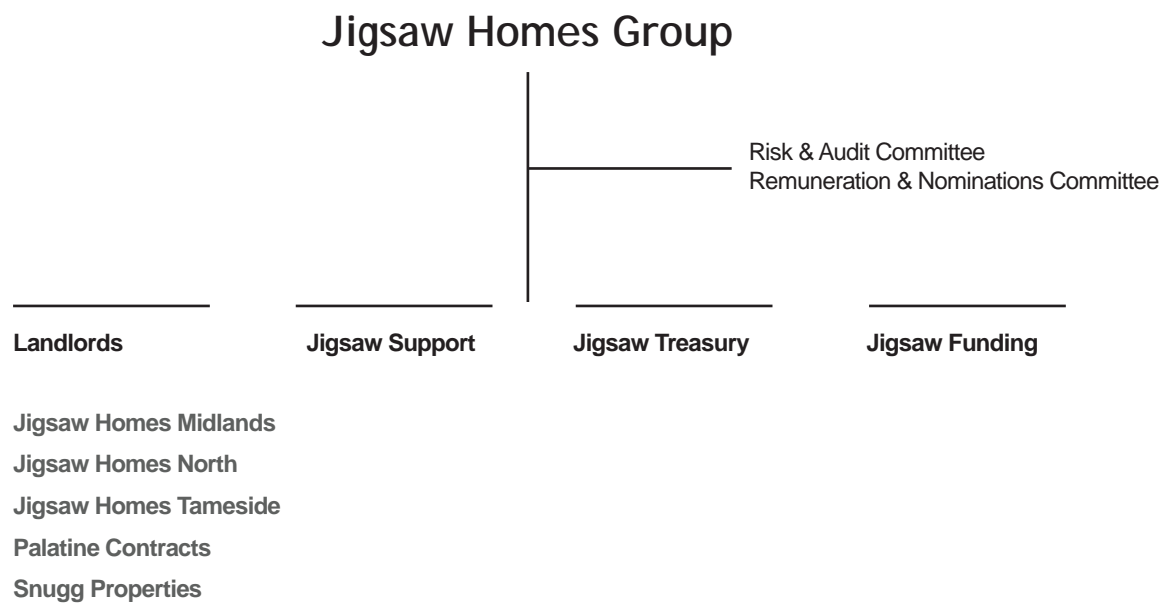 Jigsaw Homes Group
Risk & Audit Committee
Remuneration & Nominations Committee
Landlords
Jigsaw Support
Jigsaw Treasury
Jigsaw Funding
Jigsaw Homes Midlands
Jigsaw Homes North
Jigsaw Homes Tameside
Palatine Contracts
Snugg Properties